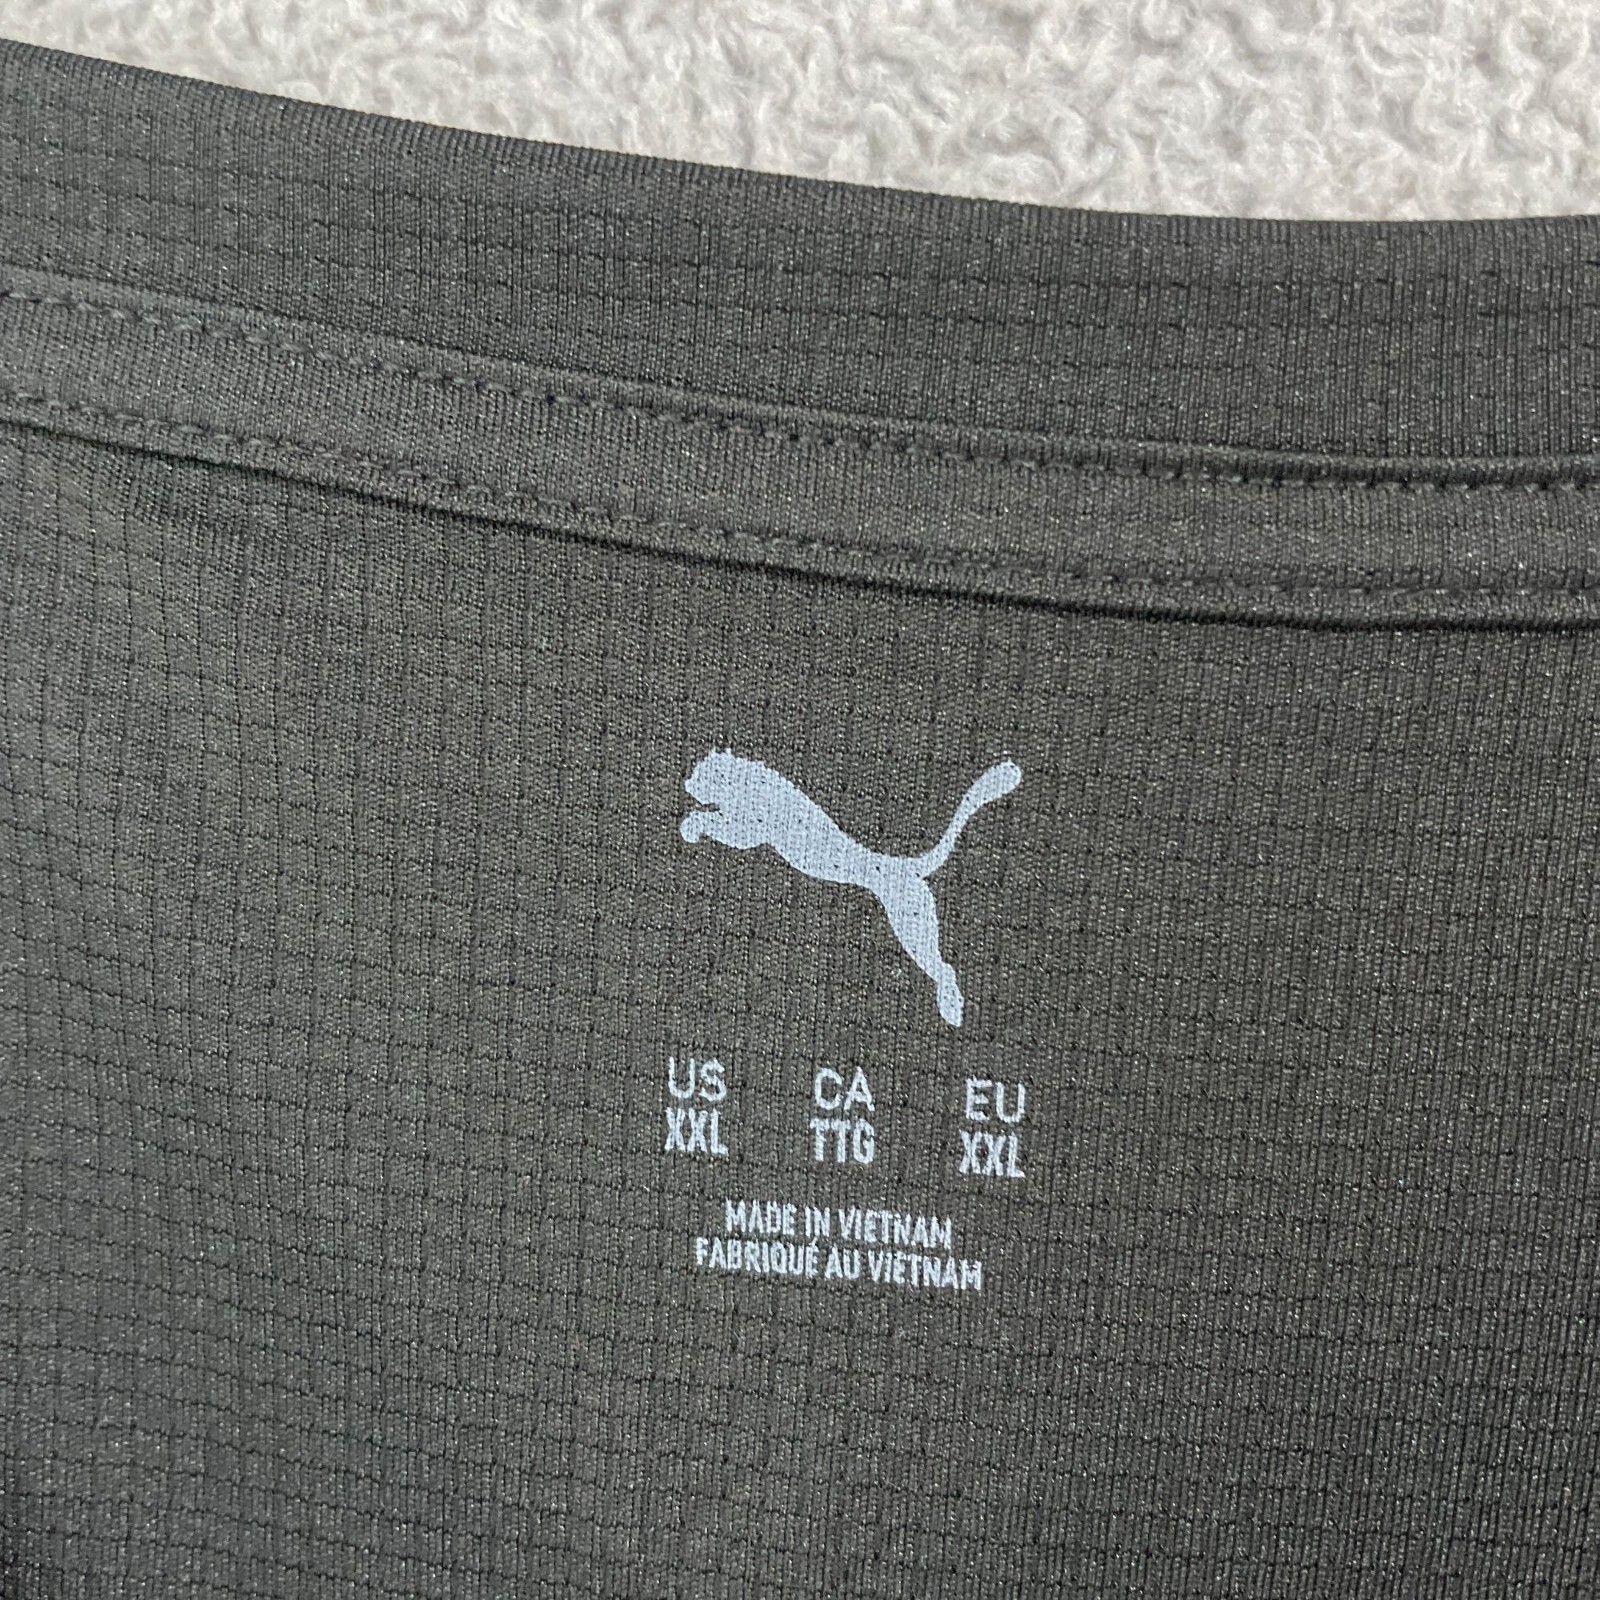 US CA EU
XXL TTG XXL
MADE IN VIETNAM
FABRIQUÉ AU VIETNAM